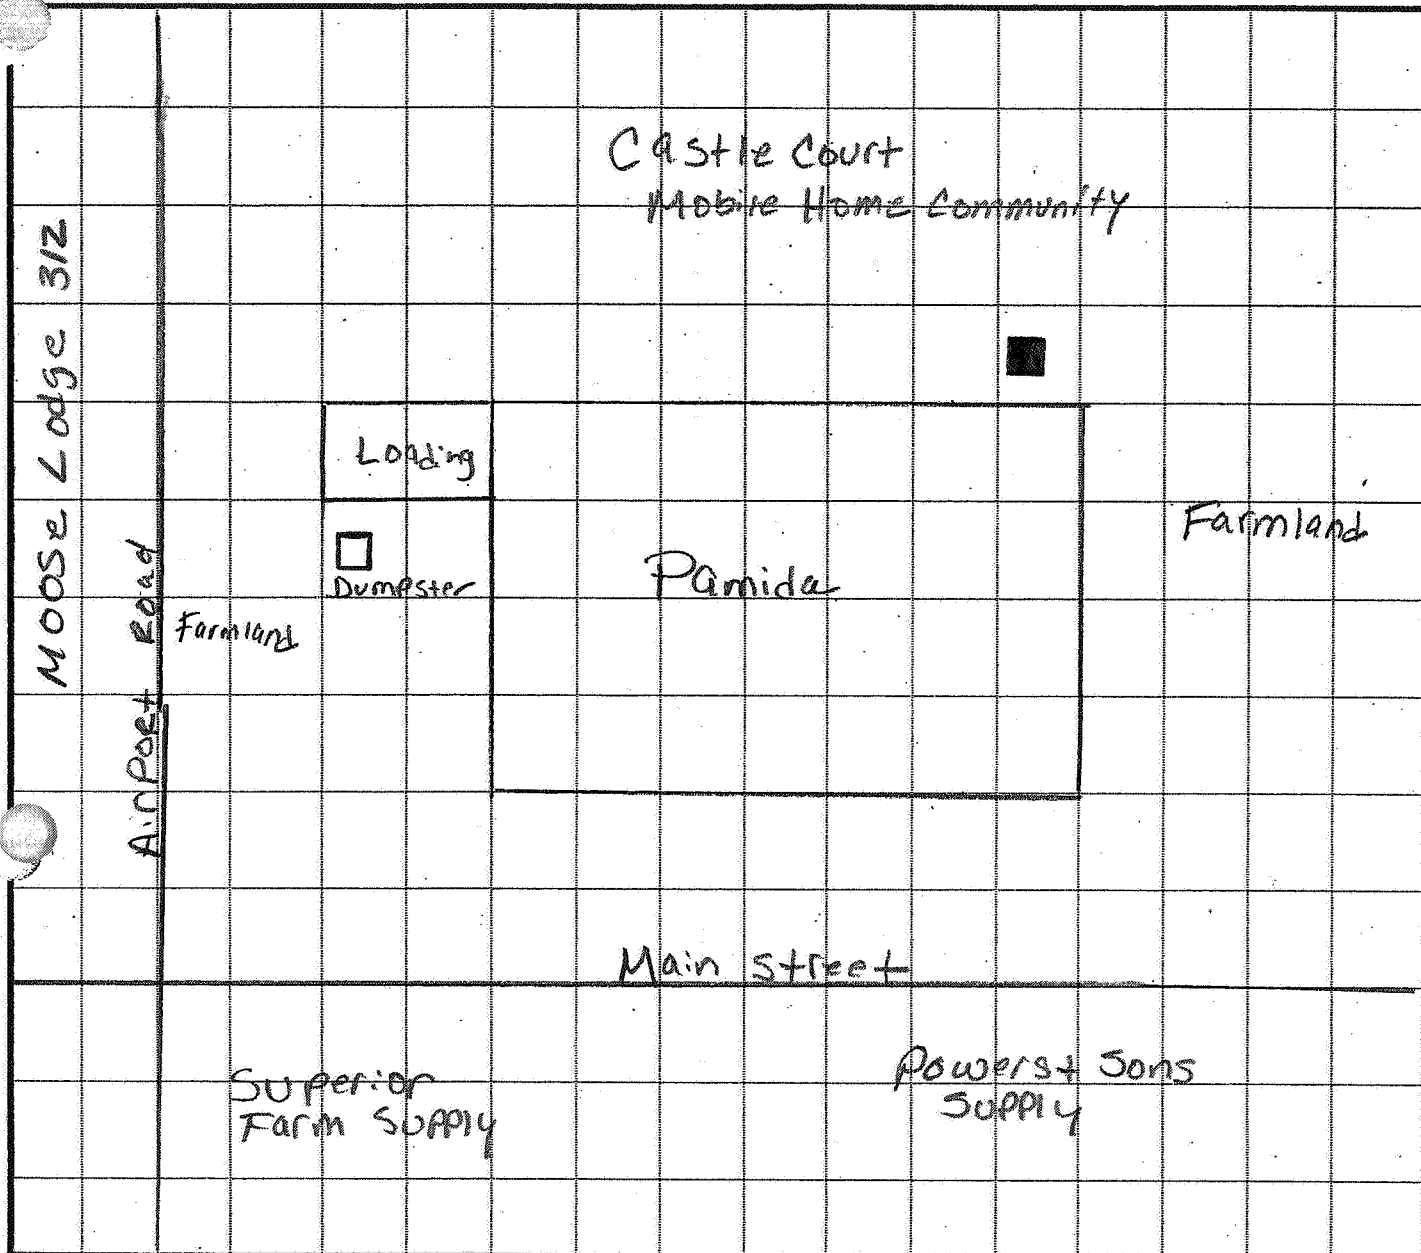 Castle Court
Mobile Home Community
Moose Lodge 312
Loading
Farmland
Dumpster
Pamida
Airport Road
Farmland
Main Street
Superior
Farm Supply
Powers + Sons
Supply